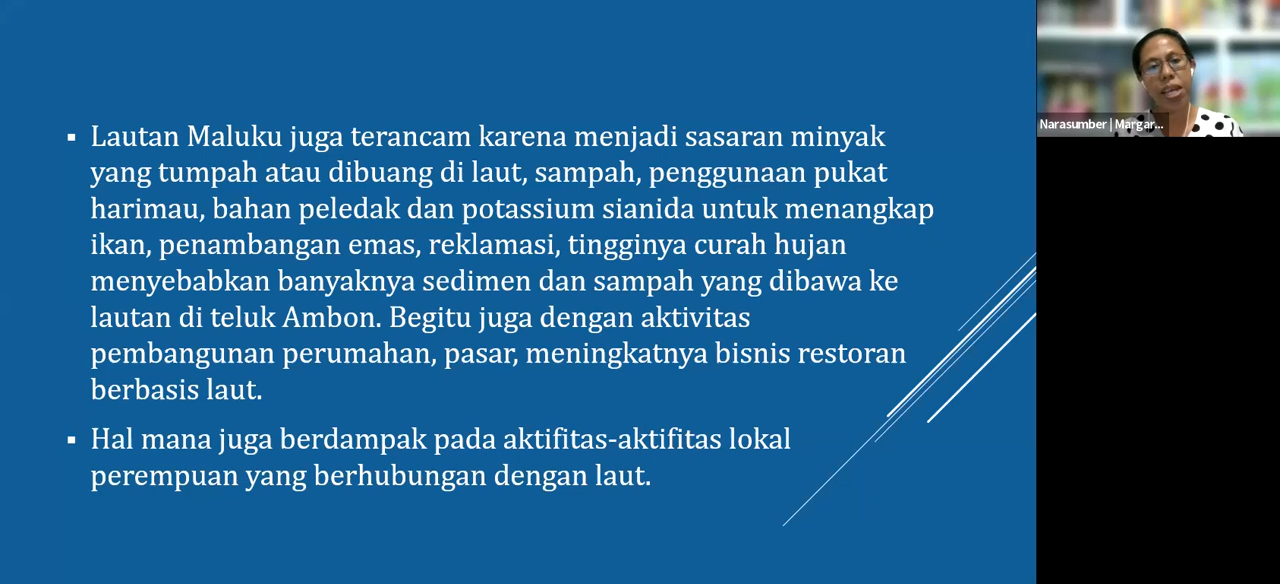 Lautan Maluku juga terancam karena menjadi sasaran minyak
yang tumpah atau dibuang di laut, sampah, penggunaan pukat
harimau, bahan peledak dan potassium sianida untuk menangkap
ikan, penambangan emas, reklamasi, tingginya curah hujan
menyebabkan banyaknya sedimen dan sampah yang dibawa ke
lautan di teluk Ambon. Begitu juga dengan aktivitas
pembangunan perumahan, pasar, meningkatnya bisnis restoran
berbasis laut.
Hal mana juga berdampak pada aktifitas-aktifitas lokal
perempuan yang berhubungan dengan laut.
Narasumber | Margar...